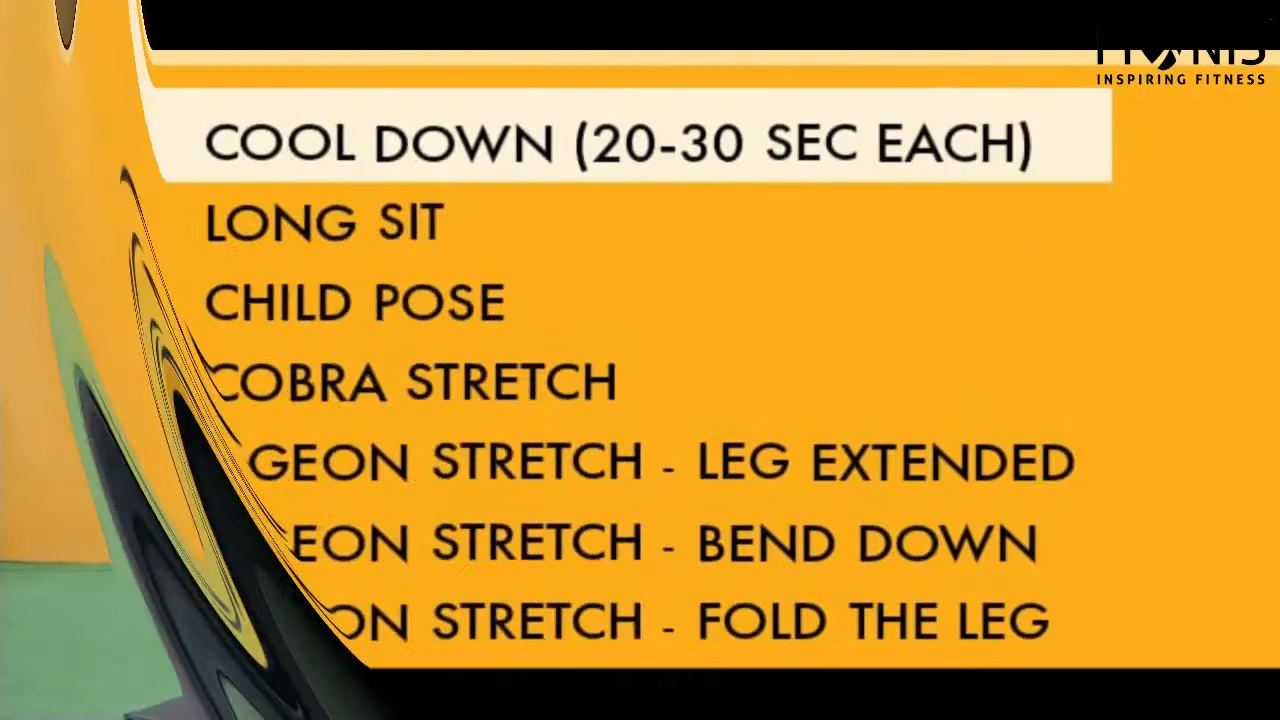 INSPIRING FITNESS
COOL DOWN (20-30 SEC EACH)
LONG SIT
CHILD POSE
COBRA STRETCH
GEON STRETCH - LEG EXTENDED
EON STRETCH - BEND DOWN
ON STRETCH - FOLD THE LEG